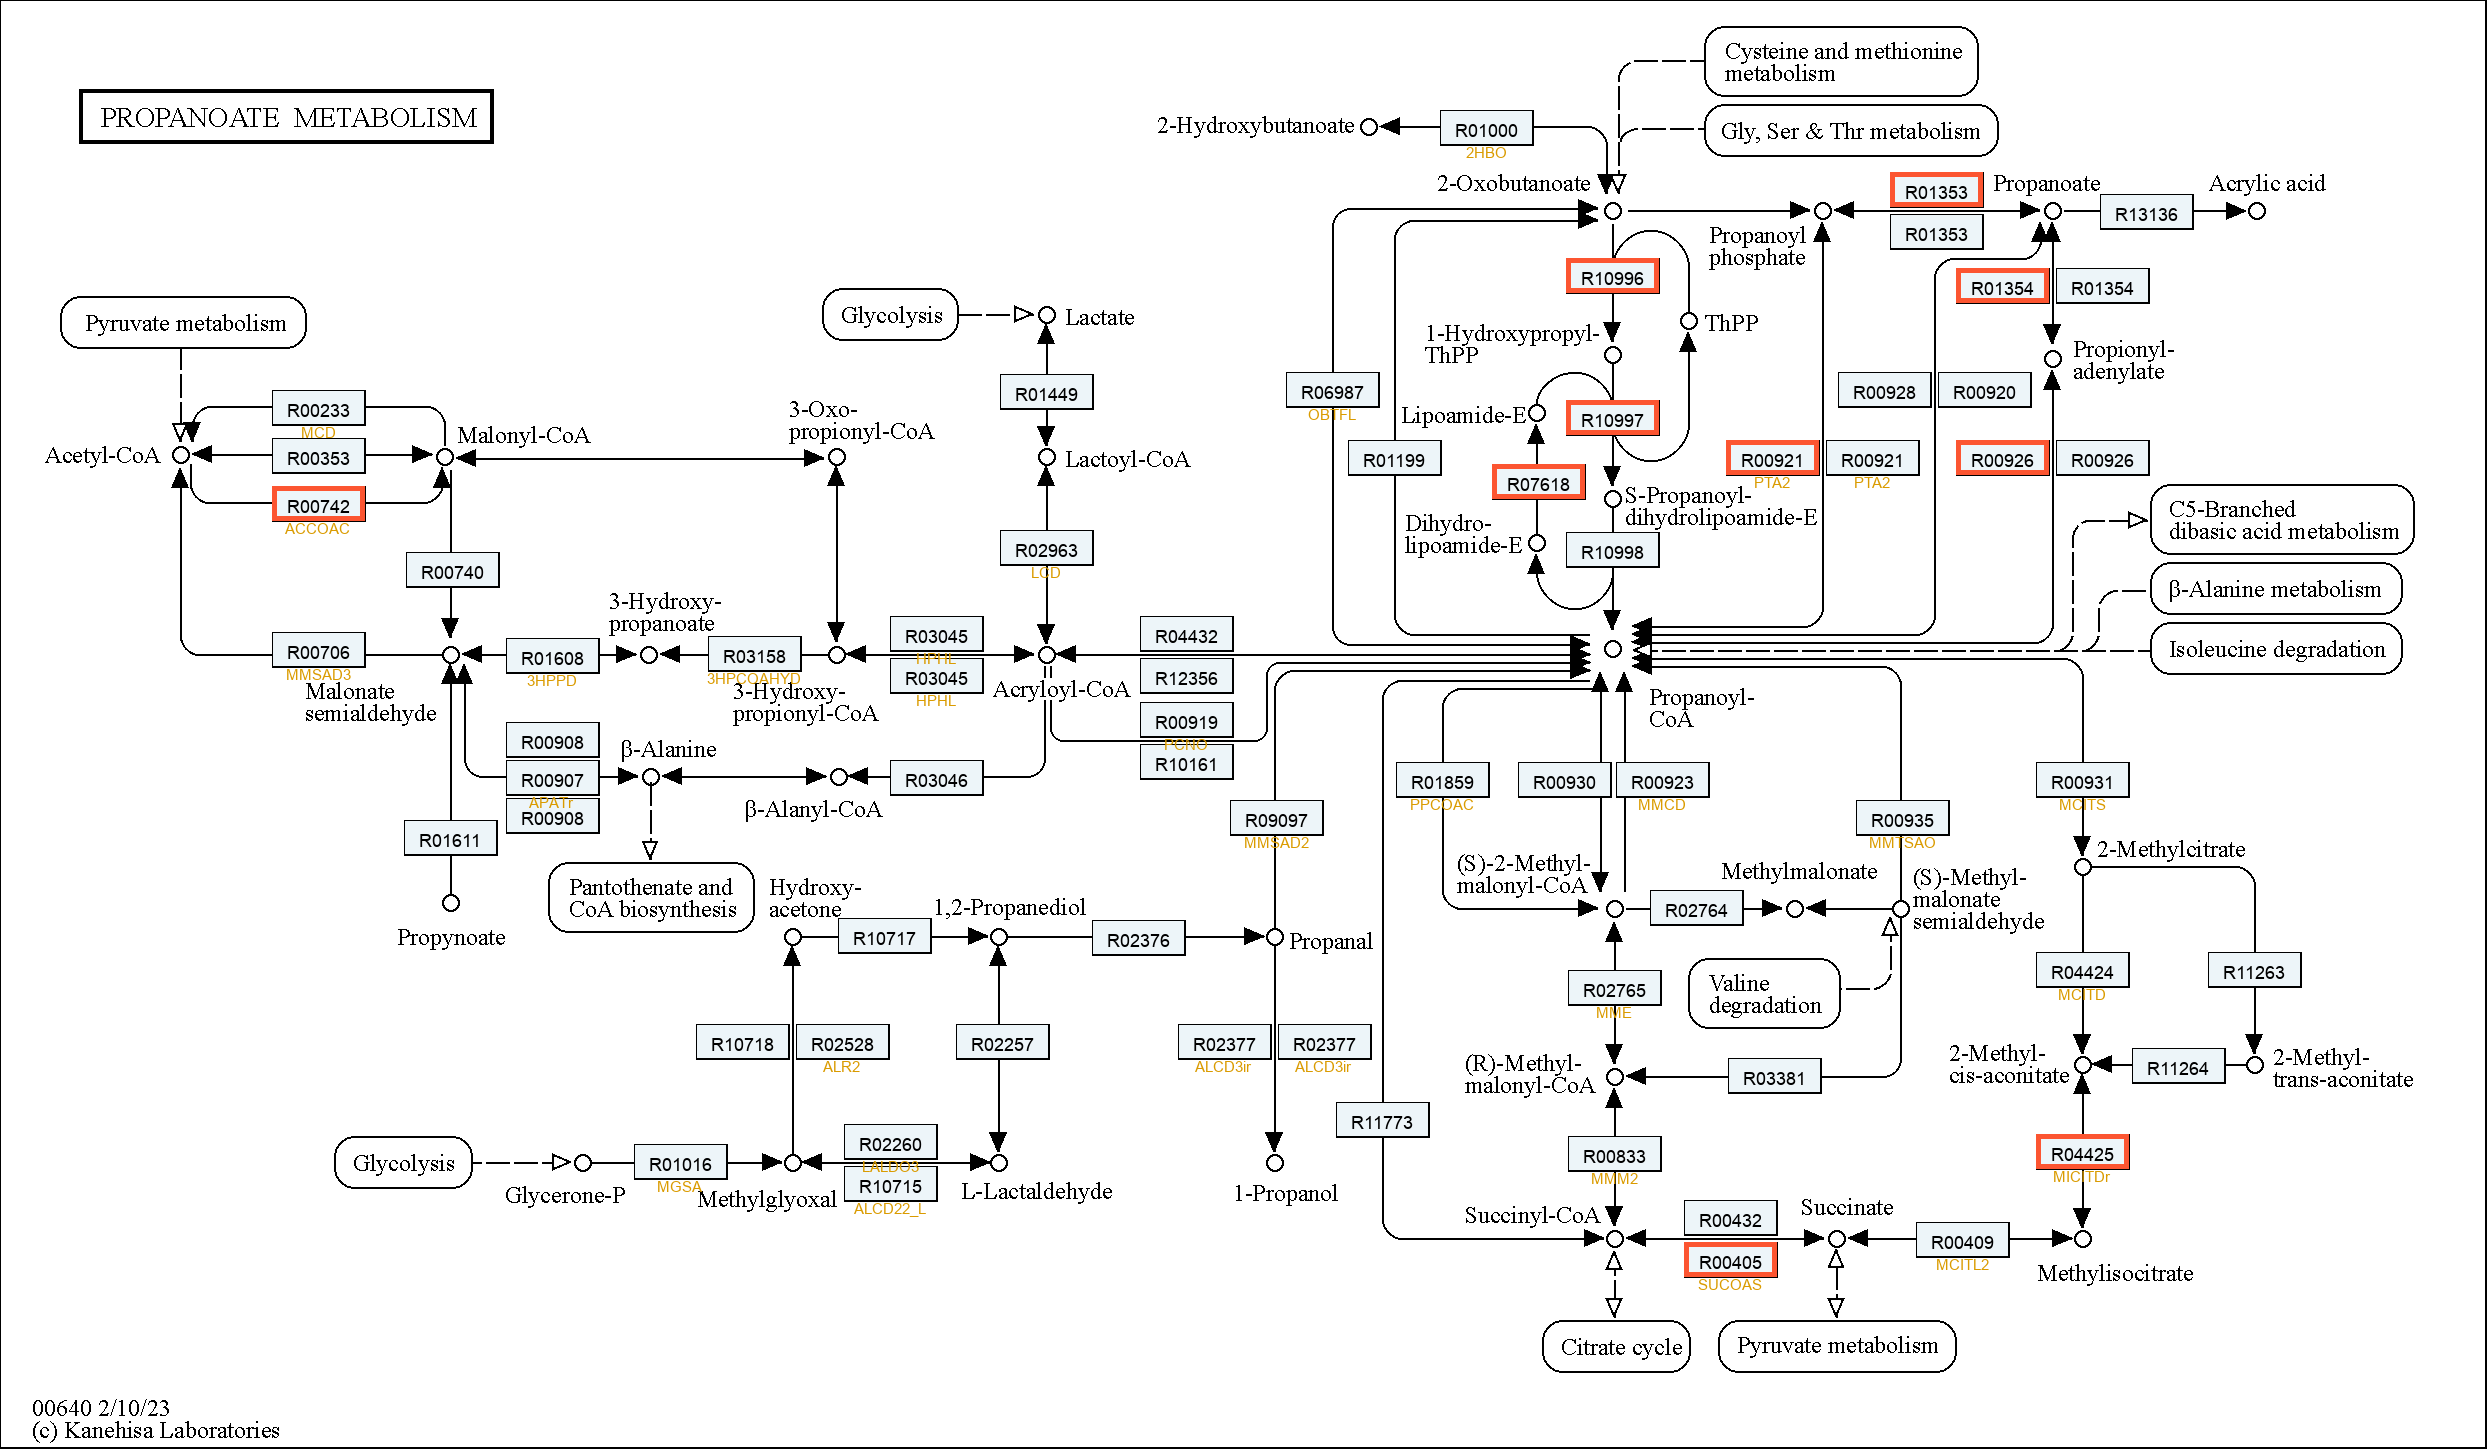 PROPANOATE METABOLISM
Cysteine and methionine
metabolism
Gly, Ser & Thr metabolism
2-Hydroxybutanoate
R01000
2HBO
2-Oxobutanoate
R01353
Propanoate
Acrylic acid
R13136
R01353
Propanoyl
phosphate
R10996
R01354
R01354
1-Hydroxypropyl-
ThPP
ThPP
Propionyl-
adenylate
Pyruvate metabolism
Glycolysis
Lactate
R01449
R06987
OBTFL
R00928
R00920
R00233
MCD
Acetyl-CoA
R00353
Malonyl-CoA
R00742
ACCOAC
3-Oxo-
propionyl-CoA
Lactoyl-CoA
Lipoamide-E
R10997
R01199
R00921
PTA2
R00921
PTA2
R00926
R00926
R07618
S-Propanoyl-
dihydrolipoamide-E
Dihydro-
lipoamide-E
R10998
C5-Branched
dibasic acid metabolism
β-Alanine metabolism
Isoleucine degradation
R00740
R02963
LCD
3-Hydroxy-
propanoate
R00706
MMSAD3
Malonate
semialdehyde
R01608
3HPPD
R03158
3HPCOAHYD
3-Hydroxy-
propionyl-CoA
R03045
HPHL
R03045
HPHL
Acryloyl-CoA
R04432
R12356
R00919
PCNO
R10161
Propanoyl-
CoA
R00908
R00907
APATr
R00908
β-Alanine
β-Alanyl-CoA
R03046
R01611
Propynoate
Pantothenate and
CoA biosynthesis
R09097
MMSAD2
R01859
PPCOAC
R00930
R00923
MMCD
R00935
MMTSAO
R00931
MCITS
2-Methylcitrate
(S)-2-Methyl-
malonyl-CoA
Methylmalonate
R02764
(S)-Methyl-
malonate
semialdehyde
Hydroxy-
acetone
R10717
1,2-Propanediol
R02376
Propanal
R02765
MME
Valine
degradation
R04424
MCITD
R11263
R10718
R02528
ALR2
R02257
R02377
ALCD3ir
R02377
ALCD3ir
(R)-Methyl-
malonyl-CoA
R03381
2-Methyl-
cis-aconitate
R11264
2-Methyl-
trans-aconitate
R11773
Glycolysis
Glycerone-P
R01016
MGSA
Methylglyoxal
R02260
LALDO3
R10715
ALCD22_L
L-Lactaldehyde
1-Propanol
R00833
MMM2
R04425
MICITDr
Succinyl-CoA
R00432
R00405
SUCOAS
Succinate
R00409
MCITL2
Methylisocitrate
Citrate cycle
Pyruvate metabolism
00640 2/10/23
(c) Kanehisa Laboratories